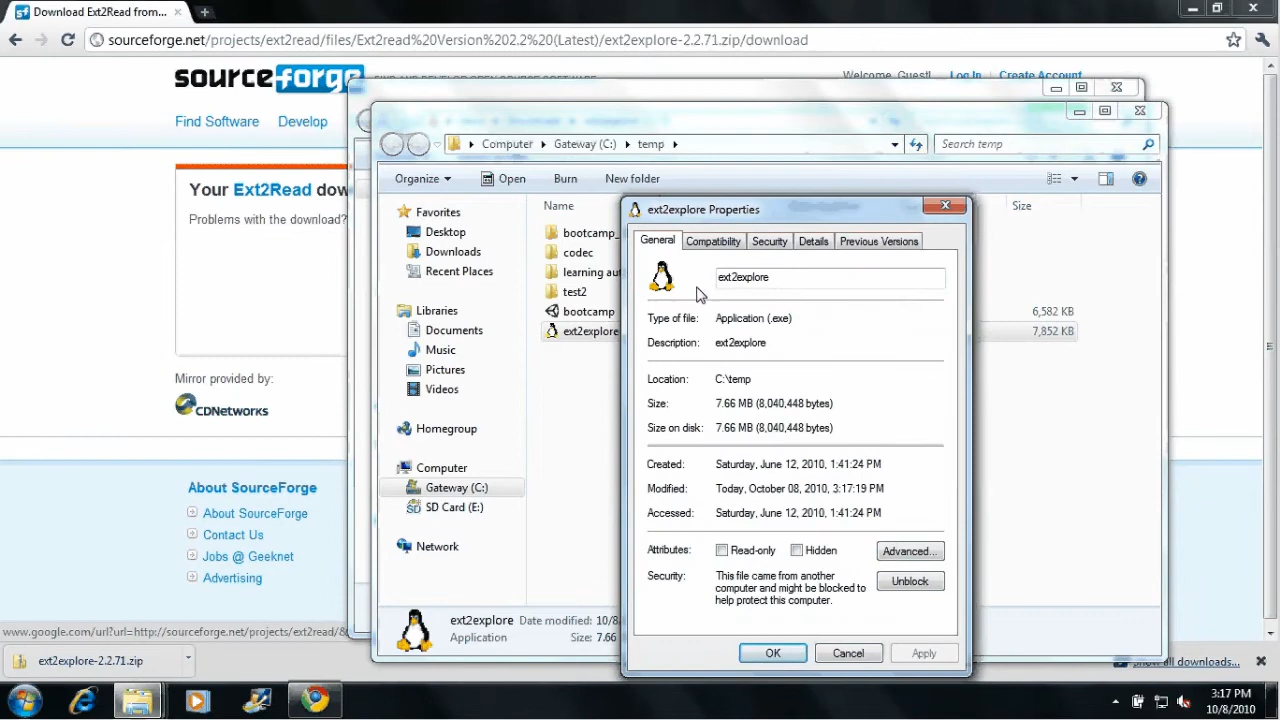 Download Ext2Read from...
sourceforge.net/projects/ext2read/files/Ext2read%20Version%202.2%20(Latest)/ext2explore-2.2.71.zip/download
sourceforge FIND AND DEVELOP OPEN SOURCE SOFTWARE
Welcome, Guest! Log In Create Account
Find Software Develop
Your Ext2Read dow
Problems with the download?
Mirror provided by:
CDNetworks
About SourceForge
About SourceForge
Contact Us
Jobs @ Geeknet
Advertising
www.google.com/url?url=http://sourceforge.net/projects/ext2read/&
ext2explore-2.2.71.zip
Show all downloads...
Computer Gateway (C:) temp
Search temp
Organize Open Burn New folder
Favorites
Desktop
Downloads
Recent Places
Libraries
Documents
Music
Pictures
Videos
Homegroup
Computer
Gateway (C:)
SD Card (E:)
Network
Name Size
bootcamp_
codec
learning au
test2
bootcamp 6,582 KB
ext2explore 7,852 KB
ext2explore Date modified: 10/8
Application Size: 7.66
ext2explore Properties
General Compatibility Security Details Previous Versions
ext2explore
Type of file: Application (.exe)
Description: ext2explore
Location: C:\temp
Size: 7.66 MB (8,040,448 bytes)
Size on disk: 7.66 MB (8,040,448 bytes)
Created: Saturday, June 12, 2010, 1:41:24 PM
Modified: Today, October 08, 2010, 3:17:19 PM
Accessed: Saturday, June 12, 2010, 1:41:24 PM
Attributes: Read-only Hidden Advanced...
Security: This file came from another
computer and might be blocked to
help protect this computer.
Unblock
OK Cancel Apply
3:17 PM
10/8/2010